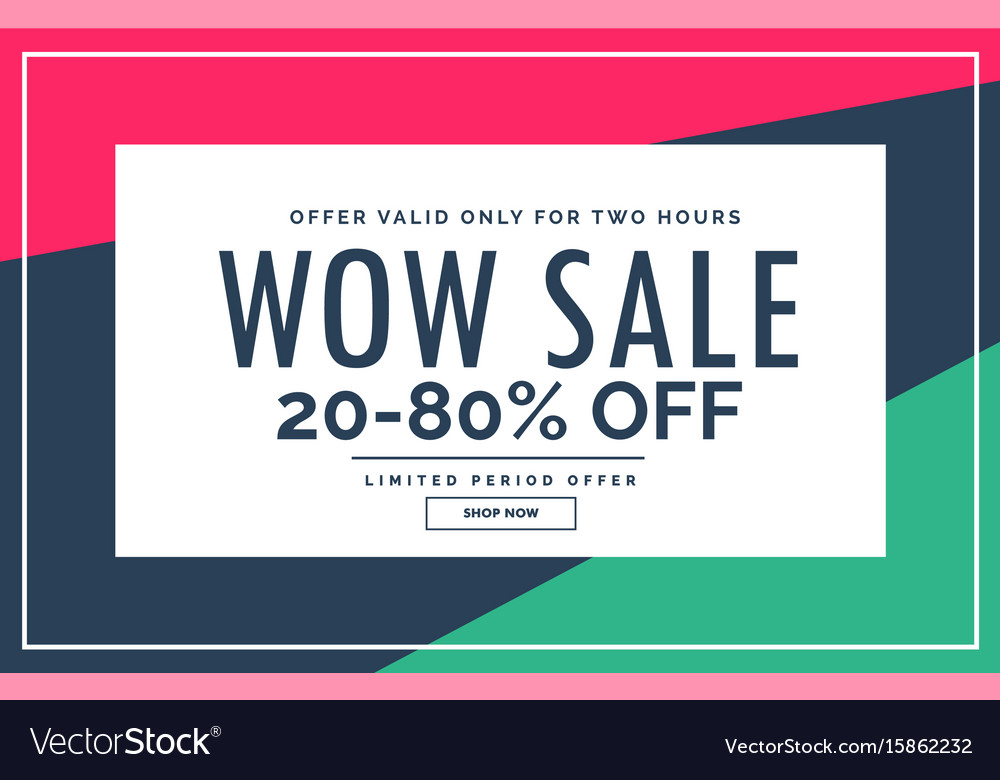 OFFER VALID ONLY FOR TWO HOURS
WOW SALE
20-80% OFF
LIMITED PERIOD OFFER
SHOP NOW
VectorStock®
VectorStock.com/15862232